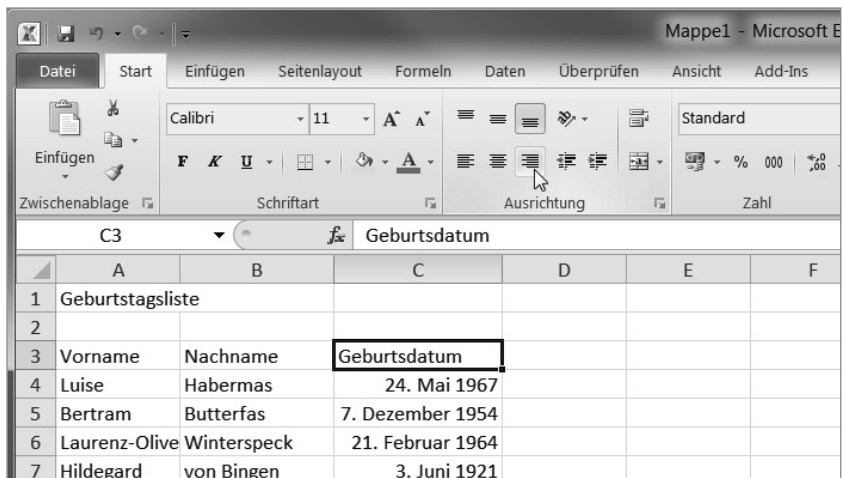 Mappe1 - Microsoft E
Datei Start Einfügen Seitenlayout Formeln Daten Überprüfen Ansicht Add-Ins
Calibri 11 A A Standard
Einfügen F K U A % 000
Zwischenablage Schriftart Ausrichtung Zahl
C3 fx Geburtsdatum
A B C D E F
1 Geburtstagsliste
2
3 Vorname Nachname Geburtsdatum
4 Luise Habermas 24. Mai 1967
5 Bertram Butterfas 7. Dezember 1954
6 Laurenz-Olive Winterspeck 21. Februar 1964
7 Hildegard von Bingen 3. Juni 1921